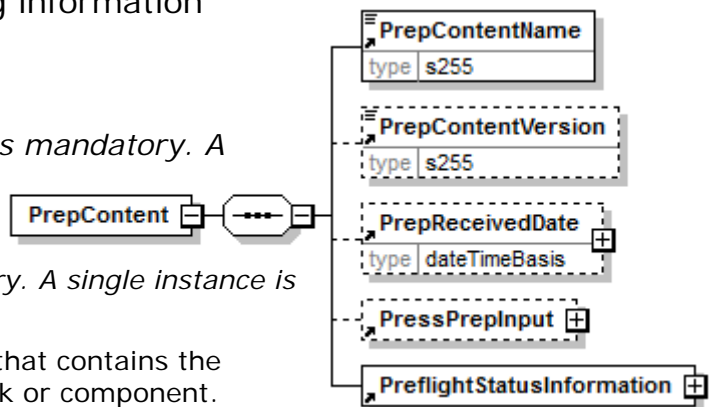 g information
s mandatory. A
ry. A single instance is
that contains the
k or component.
PrepContent
PrepContentName
type s255
PrepContentVersion
type s255
PrepReceivedDate
type dateTimeBasis
PressPrepInput
PreflightStatusInformation